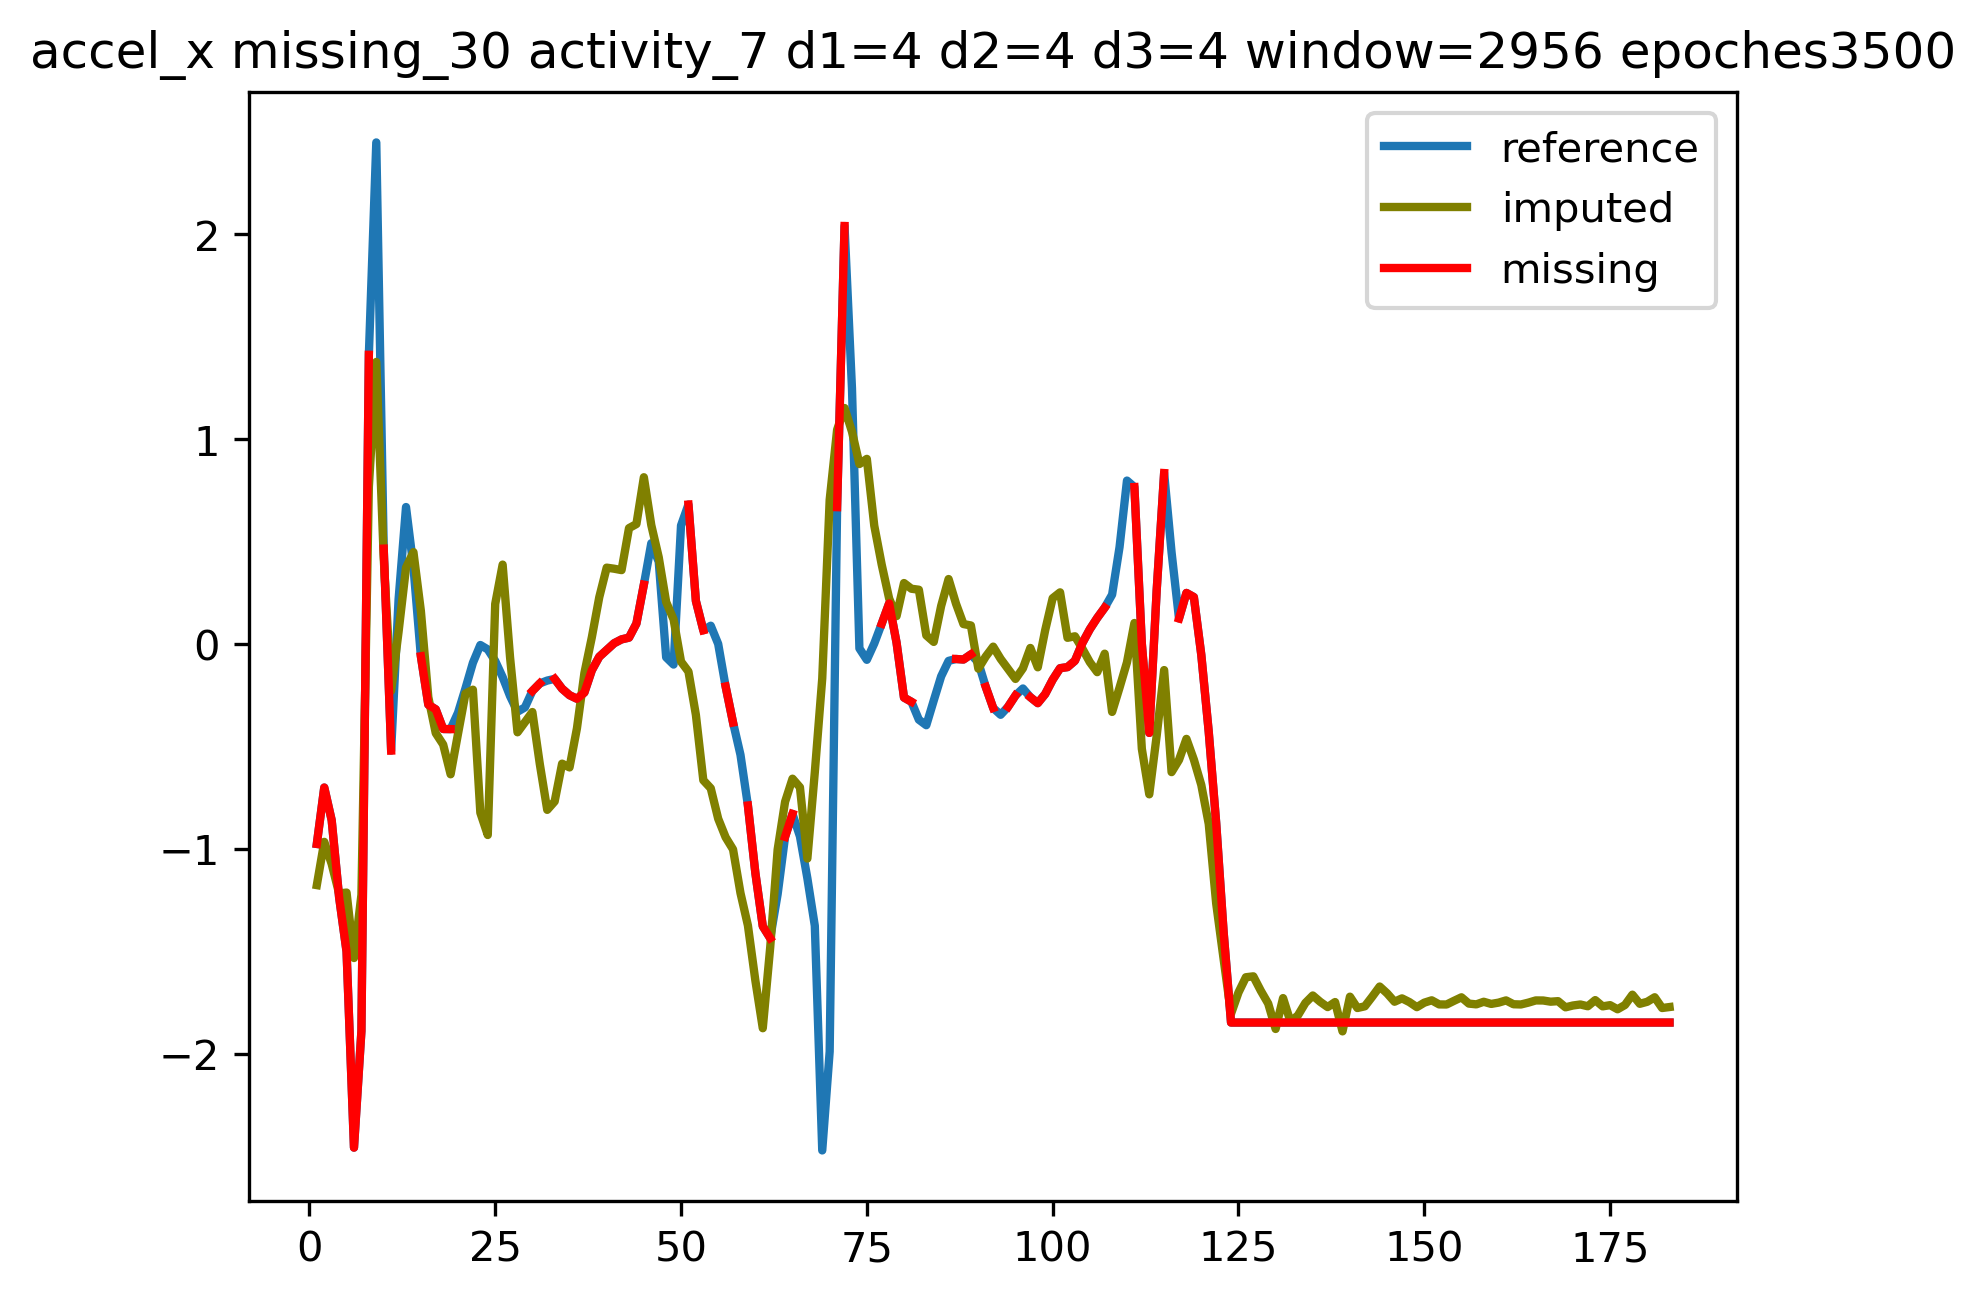 accel_x missing_30 activity_7 d1=4 d2=4 d3=4 window=2956 epoches3500
reference
imputed
missing
2
1
0
−1
−2
0 25 50 75 100 125 150 175